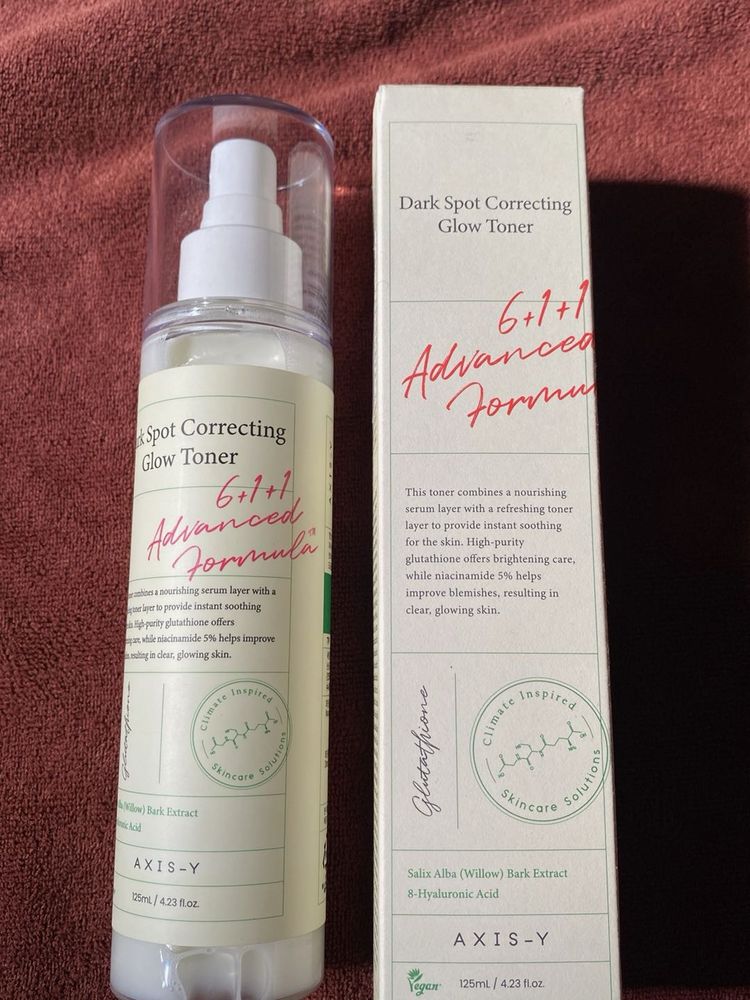 Spot Correcting
Glow Toner
6+1+1
Advanced
Formula™
combines a nourishing serum layer with a
toner layer to provide instant soothing
High-purity glutathione offers
care, while niacinamide 5% helps improve
resulting in clear, glowing skin.
Glutathione
Climate Inspired
Skincare Solutions
(Willow) Bark Extract
Acid
AXIS-Y
125mL / 4.23 fl.oz.
AXIS-Y
Dark Spot Correcting
Glow Toner
6+1+1
Advanced
Formu
This toner combines a nourishing
serum layer with a refreshing toner
layer to provide instant soothing
for the skin. High-purity
glutathione offers brightening care,
while niacinamide 5% helps
improve blemishes, resulting in
clear, glowing skin.
Glutathione
Climate Inspired
Skincare Solutions
Salix Alba (Willow) Bark Extract
8-Hyaluronic Acid
AXIS-Y
Vegan
125mL / 4.23 fl.oz.